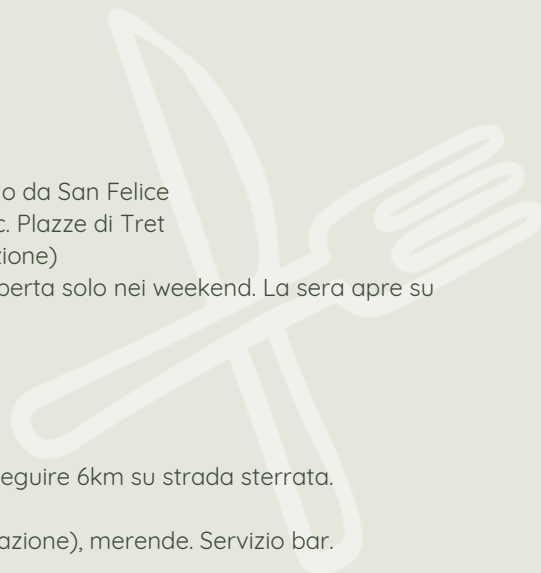 o da San Felice
c. Plazze di Tret
zione)
perta solo nei weekend. La sera apre su
eguire 6km su strada sterrata.
azione), merende. Servizio bar.